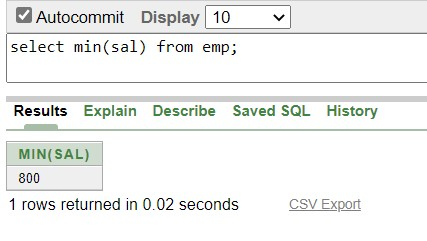 Autocommit Display 10
select min(sal) from emp;
Results Explain Describe Saved SQL History
MIN(SAL)
800
1 rows returned in 0.02 seconds CSV Export